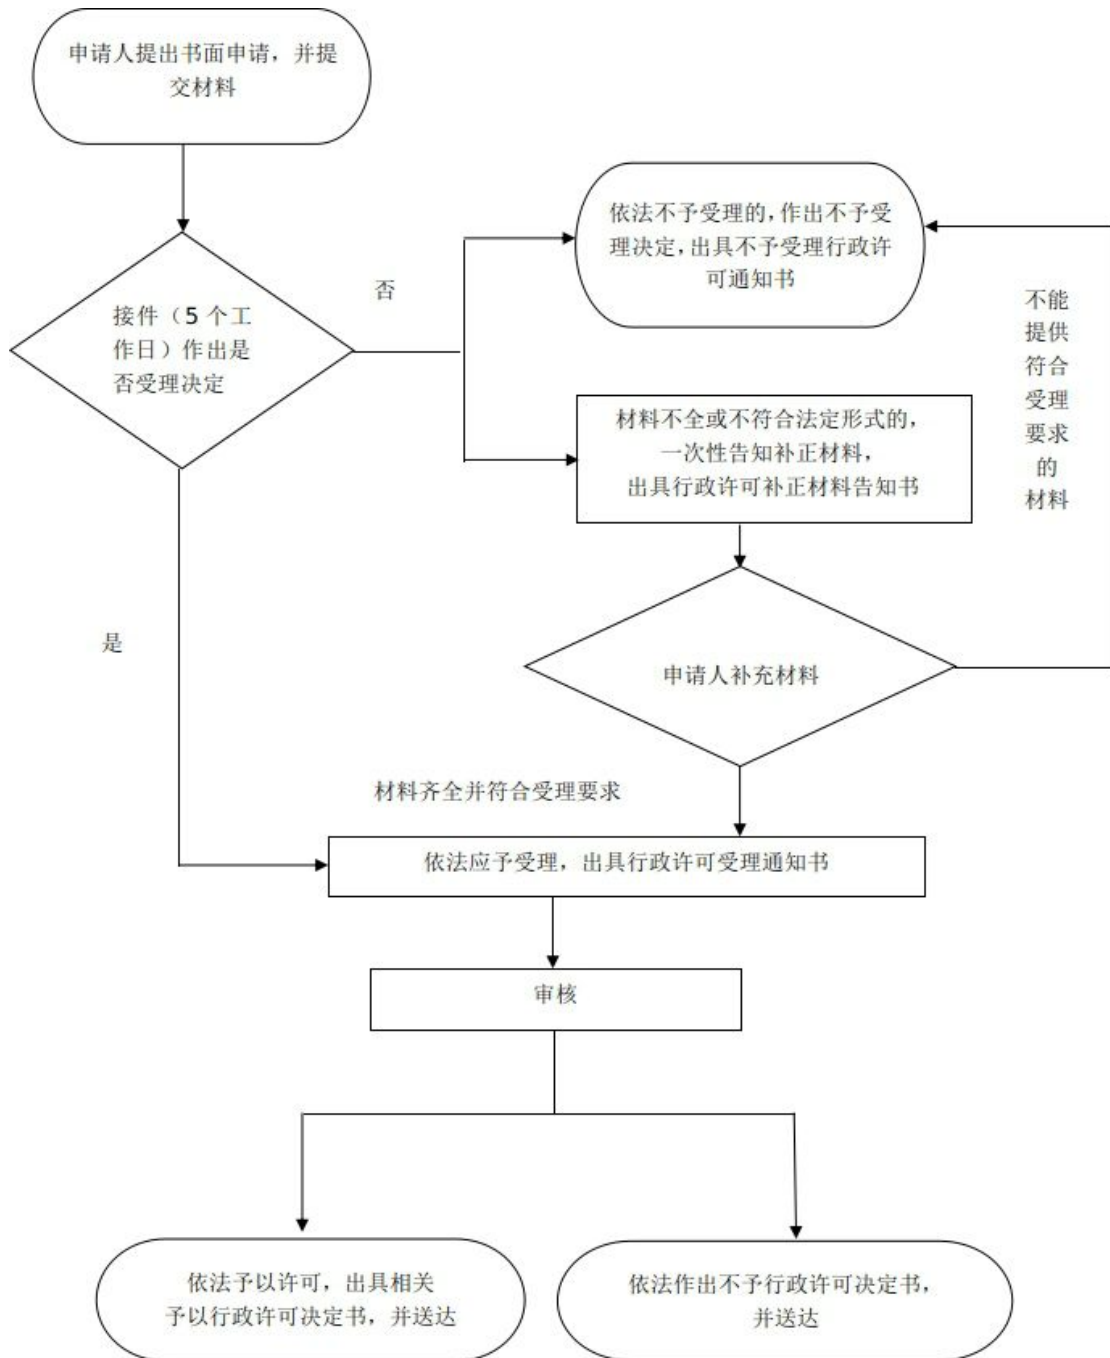 申请人提出书面申请，并提
交材料
依法不予受理的，作出不予受
理决定，出具不予受理行政许
可通知书
否
接件（5 个工
作日）作出是
否受理决定
不能
提供
符合
受理
要求
的
材料
材料不全或不符合法定形式的，
一次性告知补正材料，
出具行政许可补正材料告知书
是
申请人补充材料
材料齐全并符合受理要求
依法应予受理，出具行政许可受理通知书
审核
依法予以许可，出具相关
予以行政许可决定书，并送达
依法作出不予行政许可决定书，
并送达